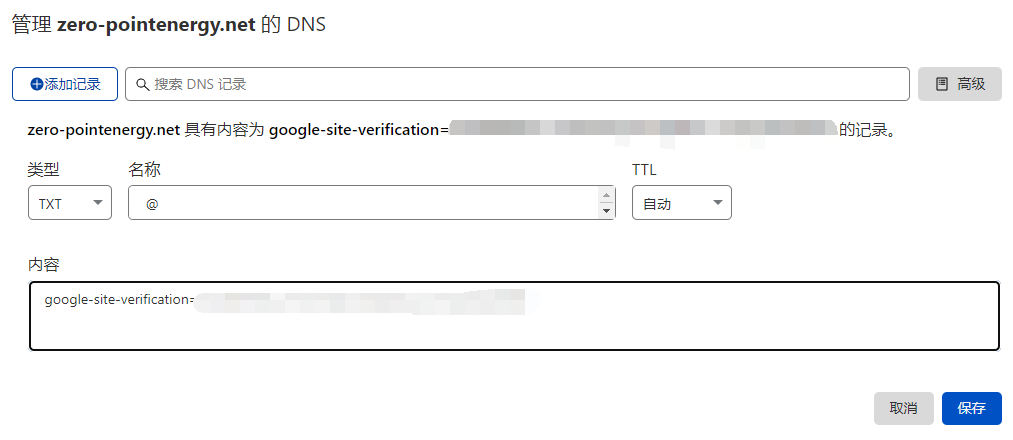 管理 zero-pointenergy.net 的 DNS
添加记录
搜索 DNS 记录
高级
zero-pointenergy.net 具有内容为 google-site-verification= 的记录。
类型 名称 TTL
TXT @ 自动
内容
google-site-verification=
取消 保存